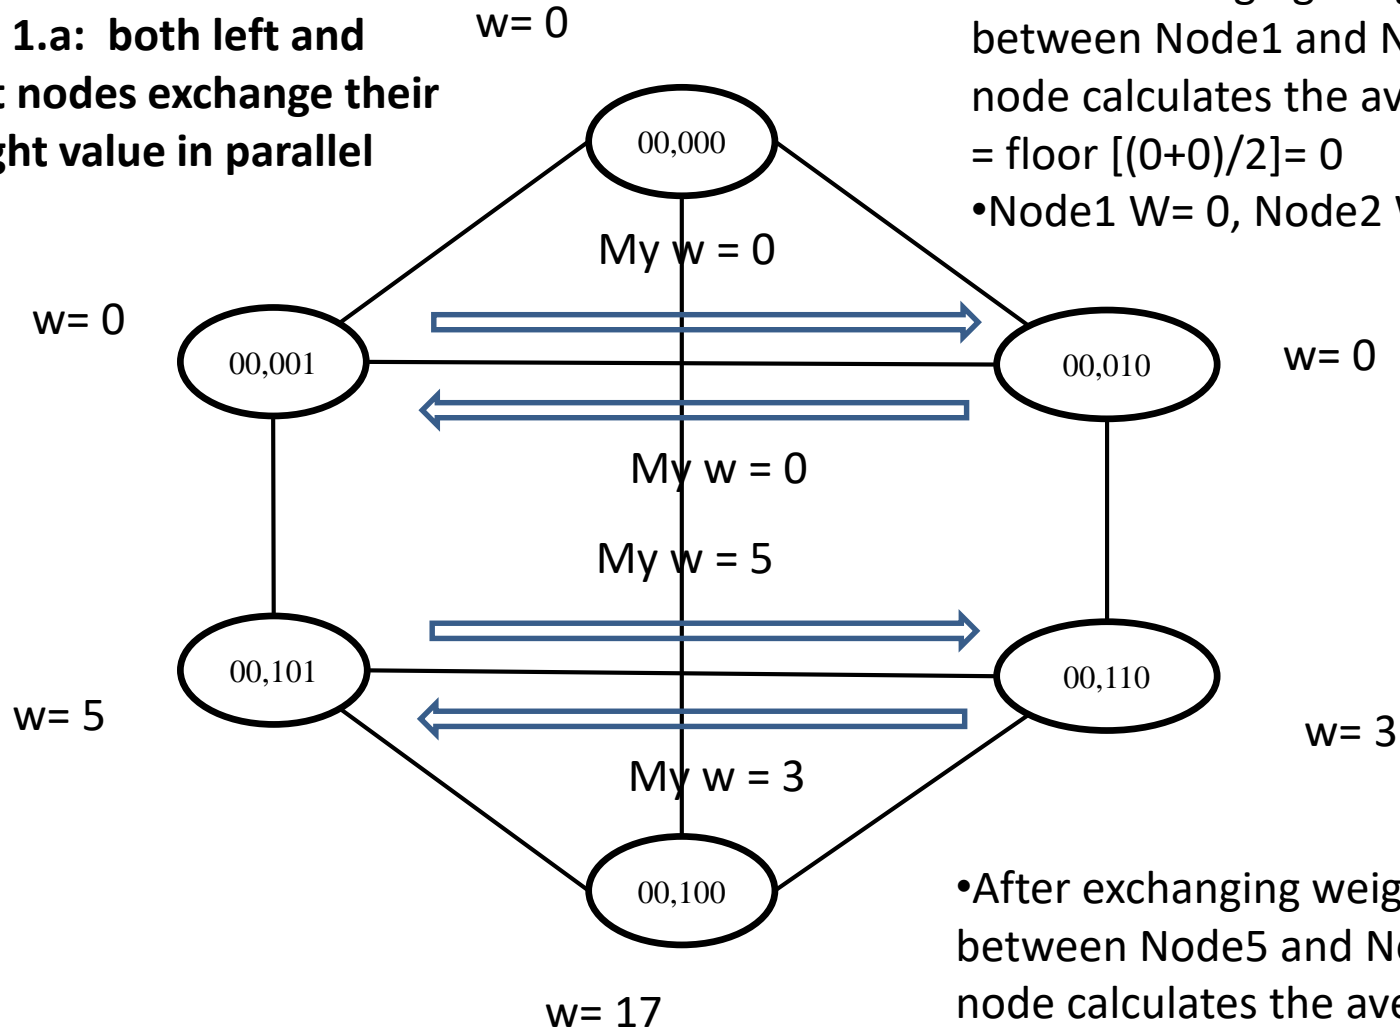 1.a: both left and
nodes exchange their
ght value in parallel
w= 0
between Node1 and N
node calculates the av
= floor [(0+0)/2]= 0
•Node1 W= 0, Node2
00,000
My w = 0
w= 0
00,001
00,010
w= 0
My w = 0
My w = 5
00,101
00,110
w= 5
w= 3
My w = 3
00,100
•After exchanging weig
between Node5 and No
node calculates the ave
w= 17